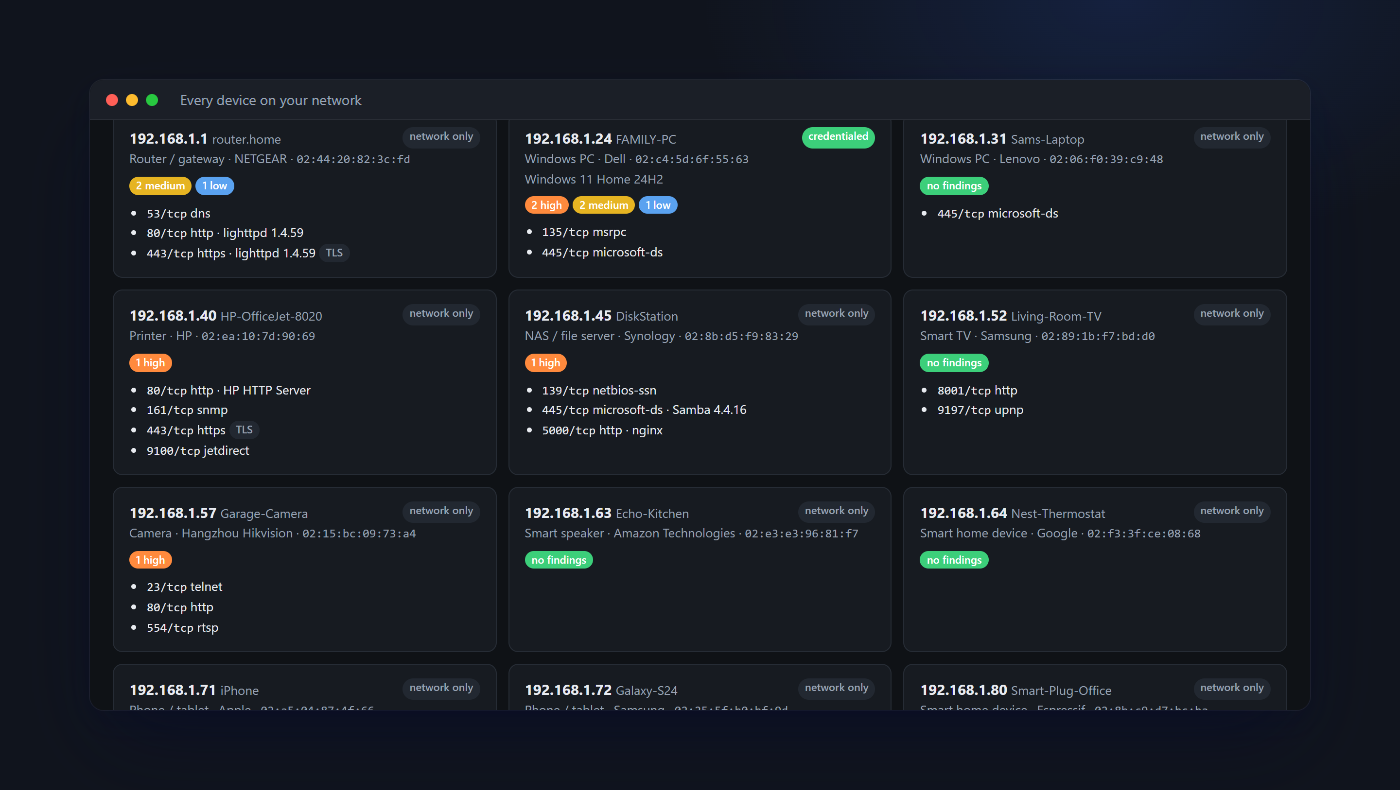 Every device on your network
192.168.1.1 router.home network only
Router / gateway · NETGEAR · 02:44:20:82:3c:fd
2 medium 1 low
53/tcp dns
80/tcp http · lighttpd 1.4.59
443/tcp https · lighttpd 1.4.59 TLS
192.168.1.24 FAMILY-PC credentialed
Windows PC · Dell · 02:c4:5d:6f:55:63
Windows 11 Home 24H2
2 high 2 medium 1 low
135/tcp msrpc
445/tcp microsoft-ds
192.168.1.31 Sams-Laptop network only
Windows PC · Lenovo · 02:06:f0:39:c9:48
no findings
445/tcp microsoft-ds
192.168.1.40 HP-OfficeJet-8020 network only
Printer · HP · 02:ea:10:7d:90:69
1 high
80/tcp http · HP HTTP Server
161/tcp snmp
443/tcp https TLS
9100/tcp jetdirect
192.168.1.45 DiskStation network only
NAS / file server · Synology · 02:8b:d5:f9:83:29
1 high
139/tcp netbios-ssn
445/tcp microsoft-ds · Samba 4.4.16
5000/tcp http · nginx
192.168.1.52 Living-Room-TV network only
Smart TV · Samsung · 02:89:1b:f7:bd:d0
no findings
8001/tcp http
9197/tcp upnp
192.168.1.57 Garage-Camera network only
Camera · Hangzhou Hikvision · 02:15:bc:09:73:a4
1 high
23/tcp telnet
80/tcp http
554/tcp rtsp
192.168.1.63 Echo-Kitchen network only
Smart speaker · Amazon Technologies · 02:e3:e3:96:81:f7
no findings
192.168.1.64 Nest-Thermostat network only
Smart home device · Google · 02:f3:3f:ce:08:68
no findings
192.168.1.71 iPhone network only
Phone / tablet · Apple ·
192.168.1.72 Galaxy-S24 network only
Phone / tablet · Samsung ·
192.168.1.80 Smart-Plug-Office network only
Smart home device · Espressif ·